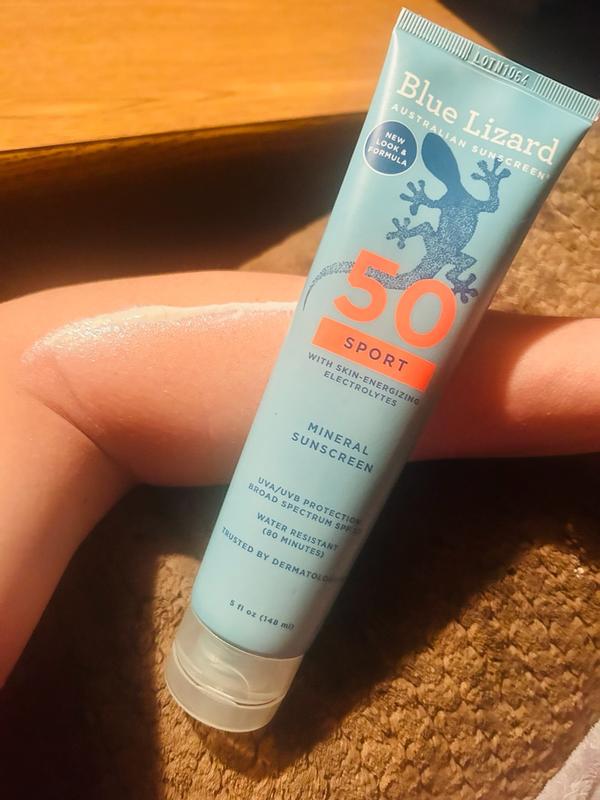 LOTN1064
Blue Lizard
AUSTRALIAN SUNSCREEN®
NEW
LOOK &
FORMULA
50
SPORT
WITH SKIN-ENERGIZING
ELECTROLYTES
MINERAL
SUNSCREEN
UVA/UVB PROTECTION
BROAD SPECTRUM SPF
WATER RESISTANT
(80 MINUTES)
TRUSTED BY
5 fl oz (148 ml)